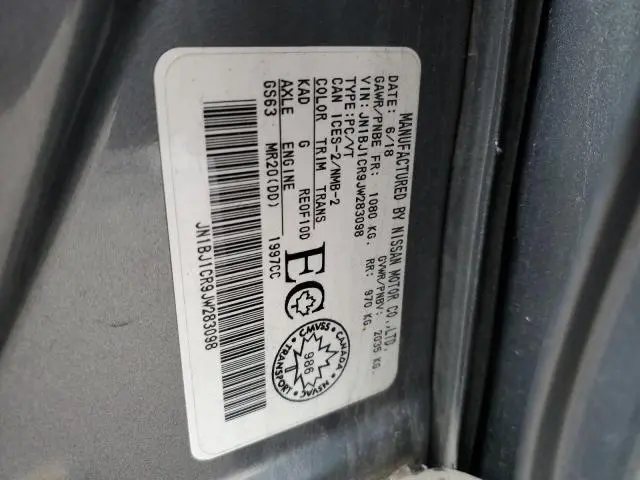 MANUFACTURED BY NISSAN MOTOR CO.,LTD.
DATE: 6/18 GVWR/PNBV: 2035 KG.
GAWR/PNBE FR: 1080 KG. RR: 970 KG.
VIN: JN1BJ1CR9JW283098
TYPE:PC/VT
CAN ICES-2/NMB-2
COLOR TRIM TRANS
KAD G RE0F10D
AXLE ENGINE
GS63 MR20(DD) 1997CC
EC
CANADA CMVSS
986
TRANSPORT NSVAC
JN1BJ1CR9JW283098